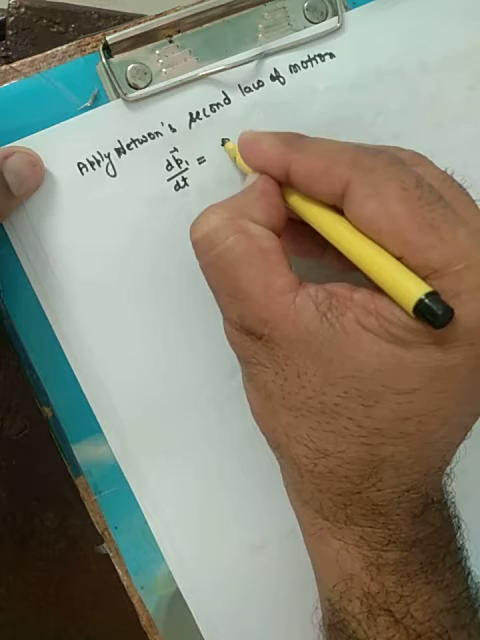 Apply Netwon's second law of motion
dp⃗₁/dt =